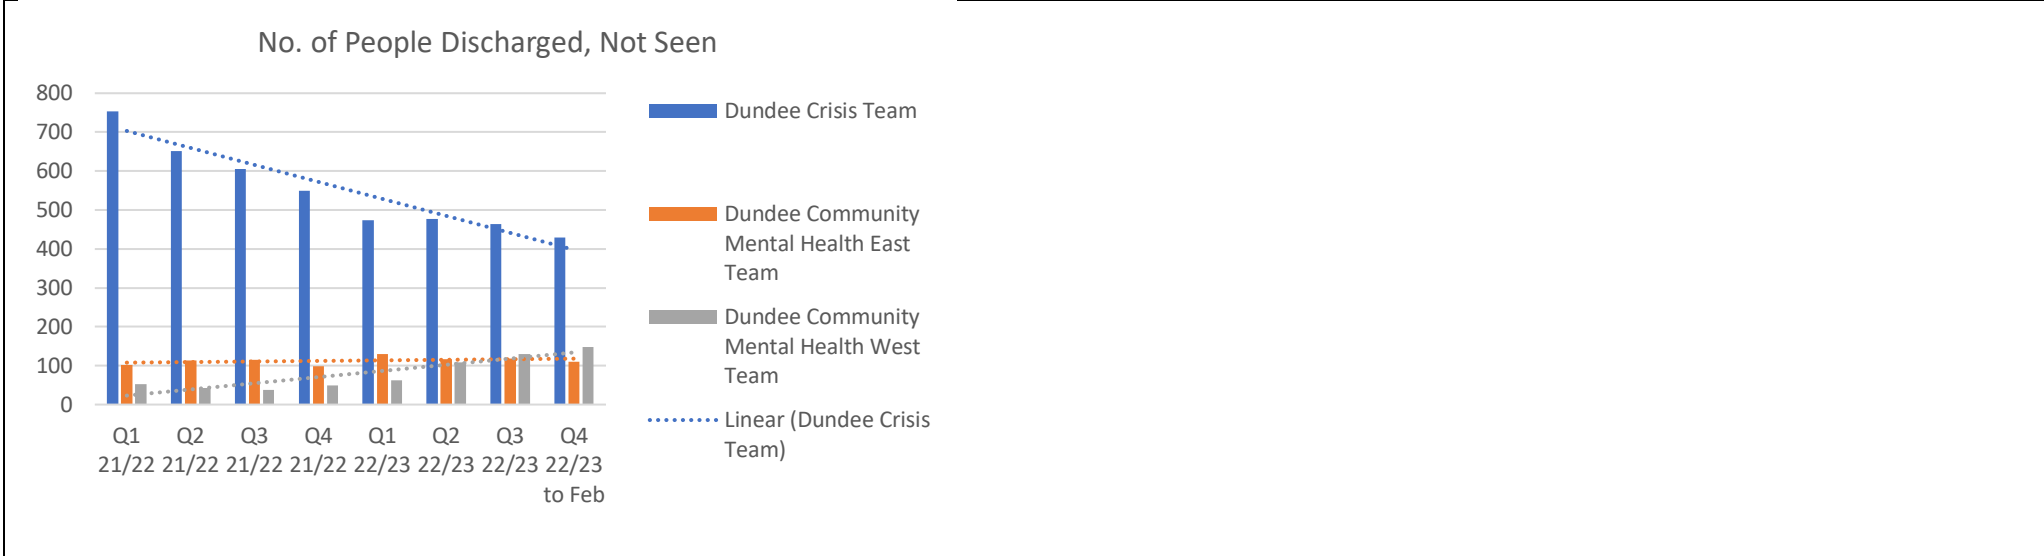 No. of People Discharged, Not Seen
800
700
600
500
400
300
200
100
0
Q1 Q2 Q3 Q4 Q1 Q2 Q3 Q4
21/22 21/22 21/22 21/22 22/23 22/23 22/23 22/23
to Feb
Dundee Crisis Team
Dundee Community
Mental Health East
Team
Dundee Community
Mental Health West
Team
Linear (Dundee Crisis
Team)